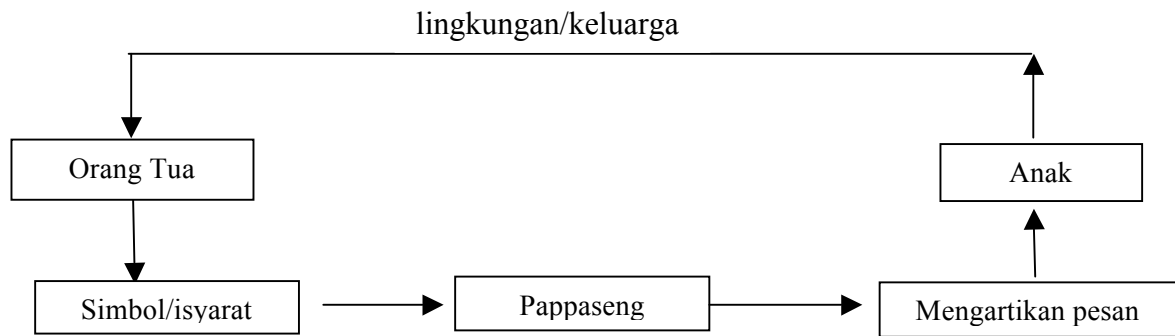 lingkungan/keluarga
Orang Tua
Anak
Simbol/isyarat
Pappaseng
Mengartikan pesan